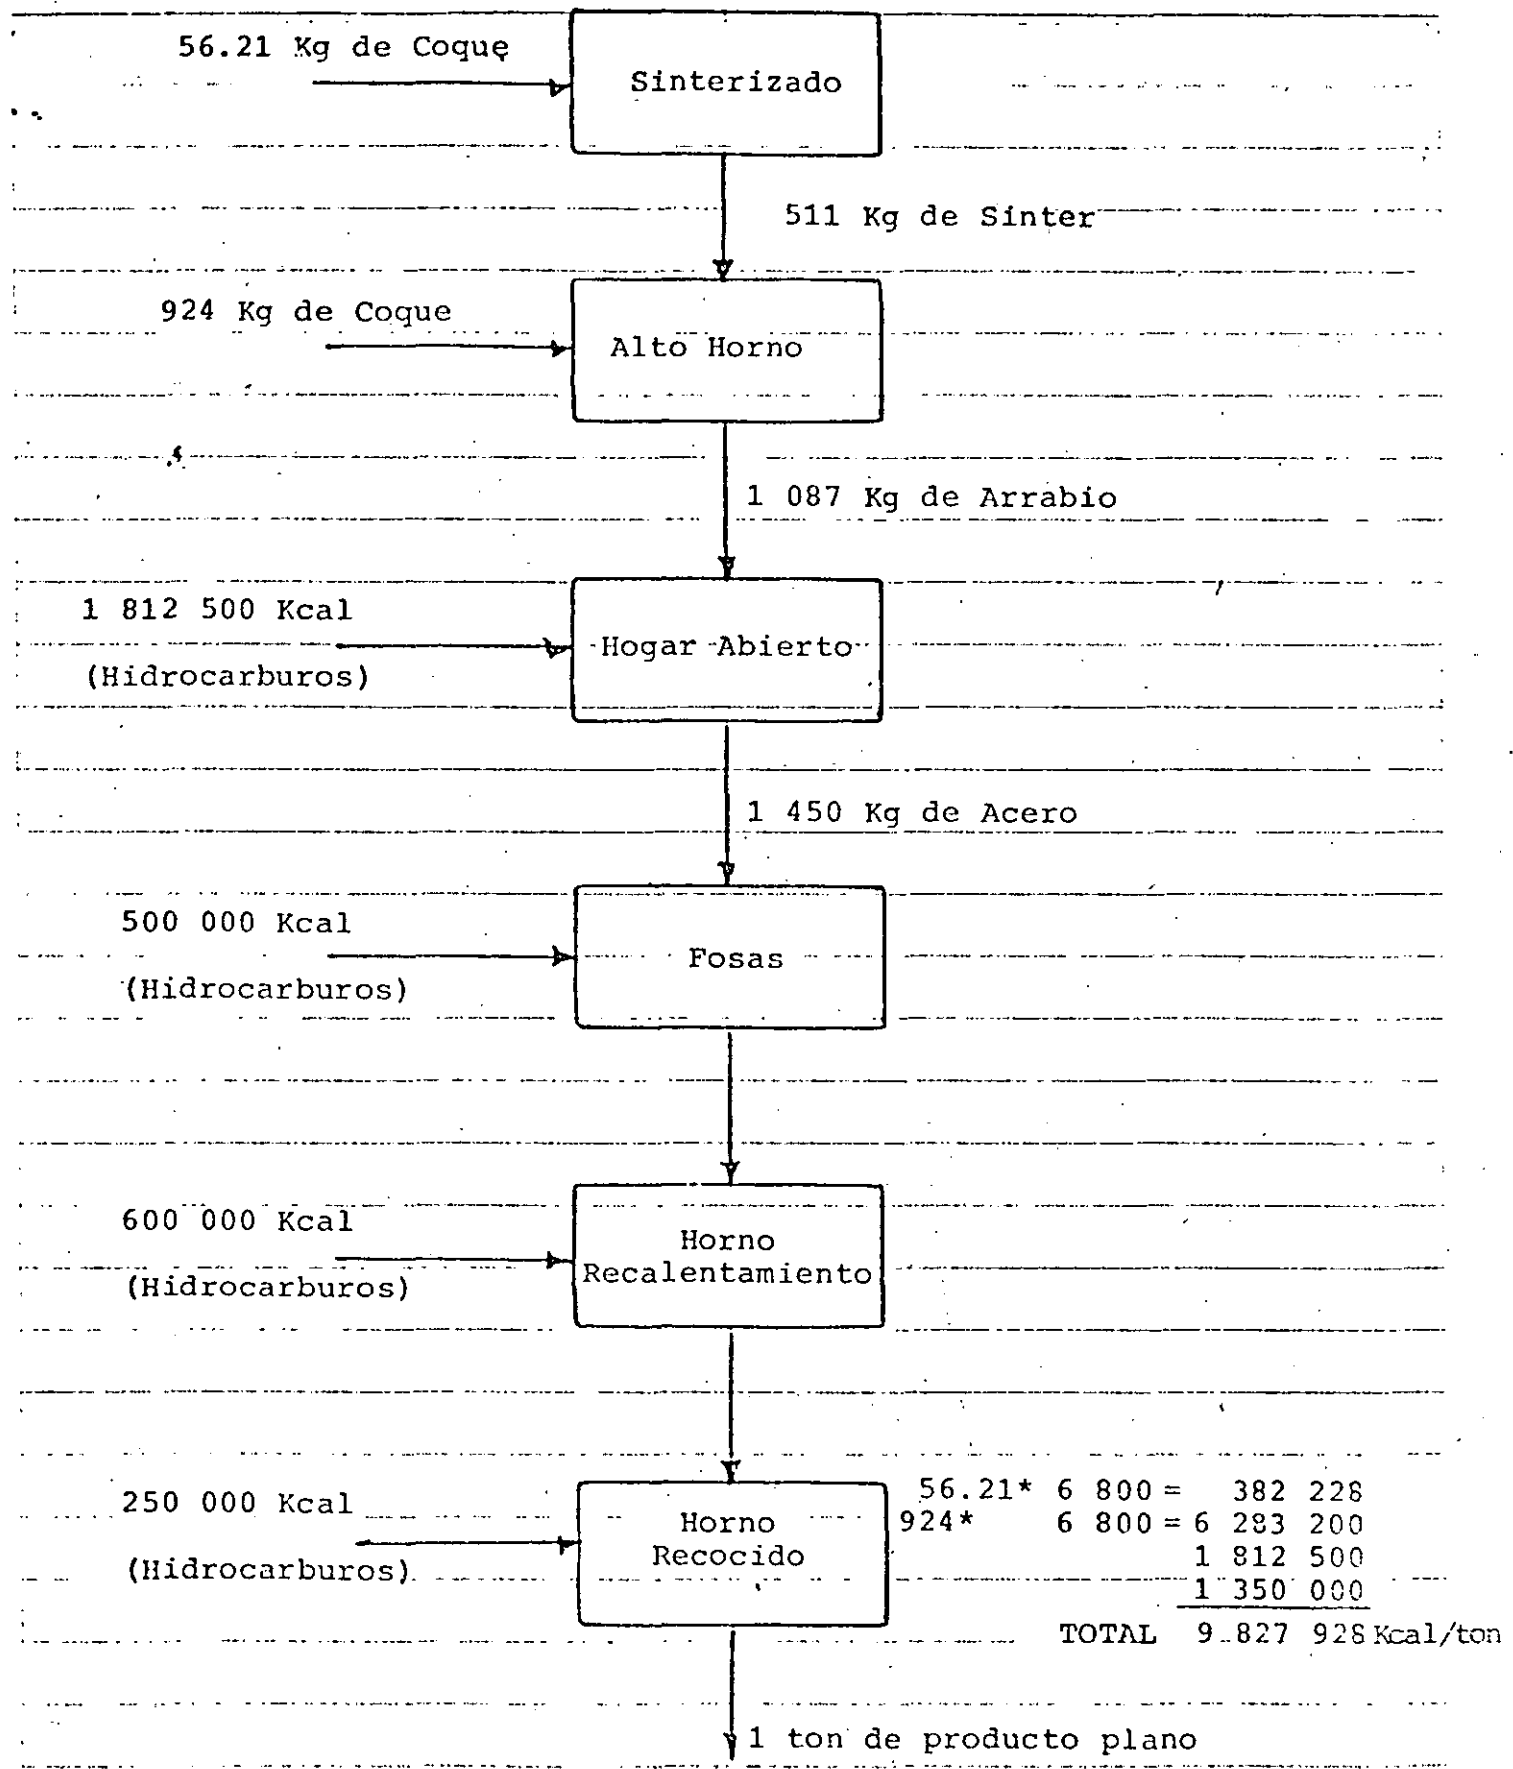 56.21 Kg de Coque
Sinterizado
511 Kg de Sinter
924 Kg de Coque
Alto Horno
1 087 Kg de Arrabio
1 812 500 Kcal
(Hidrocarburos)
Hogar Abierto
1 450 Kg de Acero
500 000 Kcal
(Hidrocarburos)
Fosas
600 000 Kcal
(Hidrocarburos)
Horno
Recalentamiento
250 000 Kcal
(Hidrocarburos)
Horno
Recocido
56.21* 6 800 = 382 228
924* 6 800 = 6 283 200
1 812 500
1 350 000
TOTAL 9 827 928 Kcal/ton
1 ton de producto plano